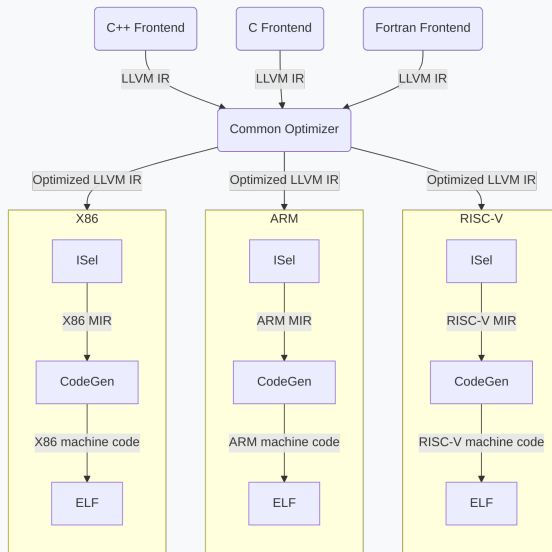 C++ Frontend
C Frontend
Fortran Frontend
LLVM IR
LLVM IR
LLVM IR
Common Optimizer
Optimized LLVM IR
Optimized LLVM IR
Optimized LLVM IR
X86
ARM
RISC-V
ISel
ISel
ISel
X86 MIR
ARM MIR
RISC-V MIR
CodeGen
CodeGen
CodeGen
X86 machine code
ARM machine code
RISC-V machine code
ELF
ELF
ELF